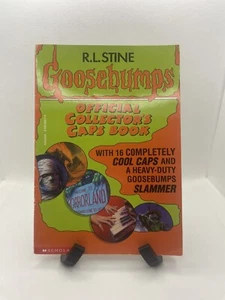 R.L. STINE
Goosebumps
OFFICIAL
COLLECTOR'S
CAPS BOOK
WITH 16 COMPLETELY
COOL CAPS AND
A HEAVY-DUTY
GOOSEBUMPS
SLAMMER
HORRORLAND
SCHOLASTIC